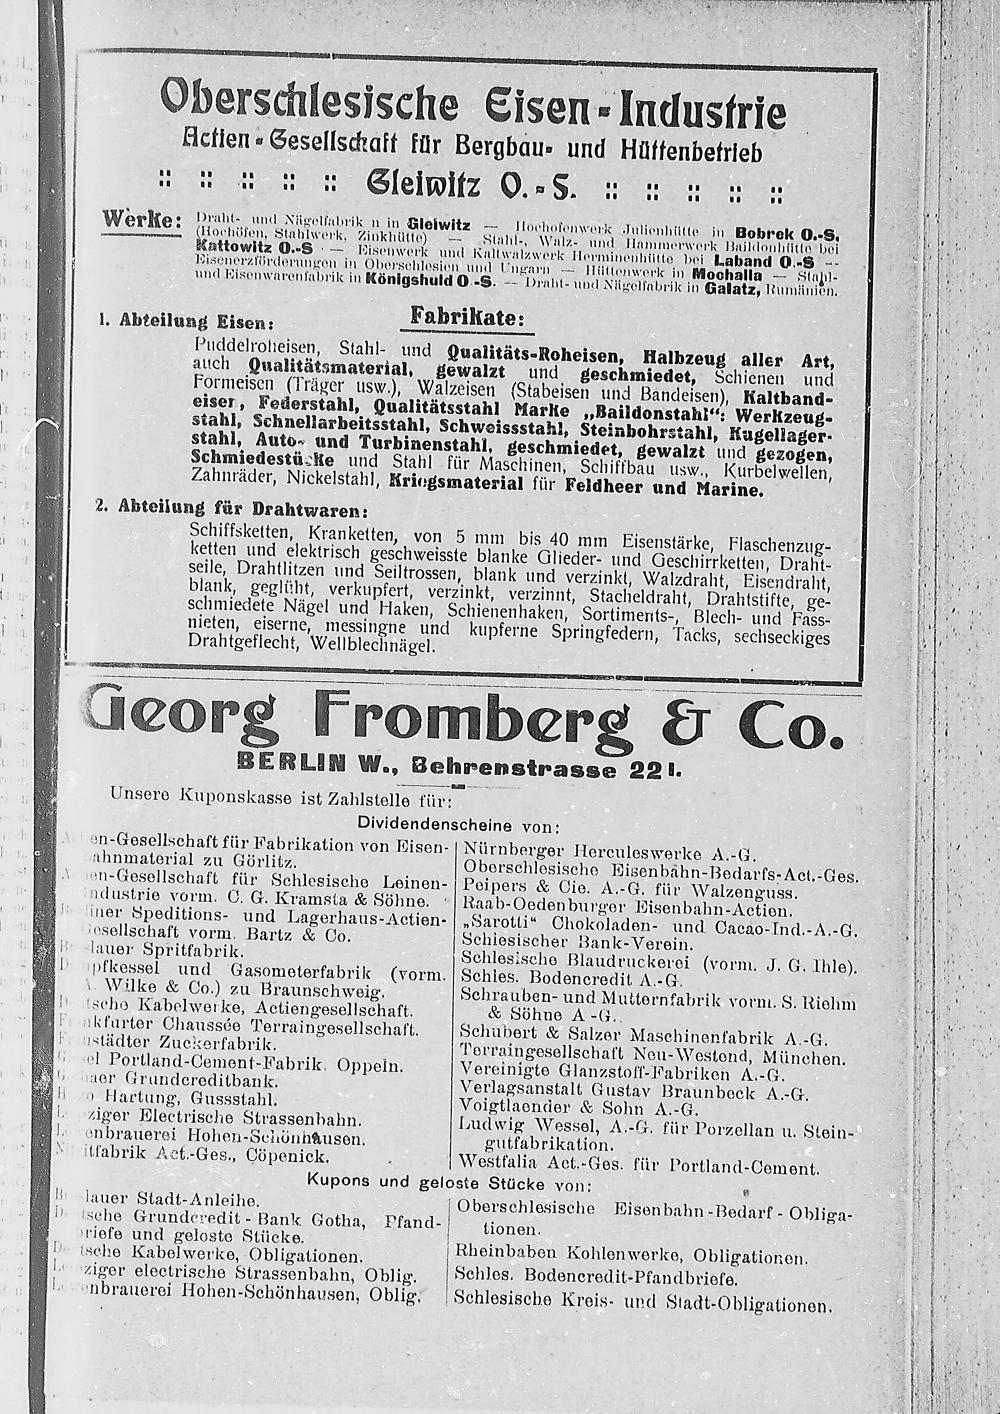 Oberschlesische Eisen-Industrie
Actien-Gesellschaft für Bergbau- und Hüttenbetrieb
:: :: :: :: :: Gleiwitz O.-S. :: :: :: :: ::
Werke: Draht- und Nägelfabrik n in Gleiwitz — Hochofenwerk Julienhütte in Bobrek O.-S.
(Hochöfen, Stahlwerk, Zinkhütte) — Stahl-, Walz- und Hammerwerk Baildonhütte bei
Kattowitz O.-S — Eisenwerk und Kaltwalzwerk Herminenhütte bei Laband O.-S —
Eisenerzförderungen in Oberschlesien und Ungarn — Hüttenwerk in Mochalla — Stahl-
und Eisenwarenfabrik in Königshuld O.-S. — Draht- und Nägelfabrik in Galatz, Rumänien.
Fabrikate:
1. Abteilung Eisen:
Puddelroheisen, Stahl- und Qualitäts-Roheisen, Halbzeug aller Art,
auch Qualitätsmaterial, gewalzt und geschmiedet, Schienen und
Formeisen (Träger usw.), Walzeisen (Stabeisen und Bandeisen), Kaltband-
eisen, Federstahl, Qualitätsstahl Marke „Baildonstahl“: Werkzeug-
stahl, Schnellarbeitsstahl, Schweissstahl, Steinbohrstahl, Kugellager-
stahl, Auto- und Turbinenstahl, geschmiedet, gewalzt und gezogen,
Schmiedestücke und Stahl für Maschinen, Schiffbau usw., Kurbelwellen,
Zahnräder, Nickelstahl, Kriegsmaterial für Feldheer und Marine.
2. Abteilung für Drahtwaren:
Schiffsketten, Kranketten, von 5 mm bis 40 mm Eisenstärke, Flaschenzug-
ketten und elektrisch geschweisste blanke Glieder- und Geschirrketten, Draht-
seile, Drahtlitzen und Seiltrossen, blank und verzinkt, Walzdraht, Eisendraht,
blank, geglüht, verkupfert, verzinkt, verzinnt, Stacheldraht, Drahtstifte, ge-
schmiedete Nägel und Haken, Schienenhaken, Sortiments-, Blech- und Fass-
nieten, eiserne, messingne und kupferne Springfedern, Tacks, sechseckiges
Drahtgeflecht, Wellblechnägel.
Georg Fromberg & Co.
BERLIN W., Behrenstrasse 22 I.
Unsere Kuponskasse ist Zahlstelle für:
Dividendenscheine von:
en-Gesellschaft für Fabrikation von Eisen-
ahnmaterial zu Görlitz.
en-Gesellschaft für Schlesische Leinen-
ndustrie vorm. C. G. Kramsta & Söhne.
iner Speditions- und Lagerhaus-Actien-
esellschaft vorm. Bartz & Co.
lauer Spritfabrik.
pfkessel und Gasometerfabrik (vorm.
Wilke & Co.) zu Braunschweig.
tsche Kabelwerke, Actiengesellschaft.
nkfurter Chaussée Terraingesellschaft.
ustädter Zuckerfabrik.
el Portland-Cement-Fabrik, Oppeln.
aer Grundcreditbank.
o Hartung, Gussstahl.
ziger Electrische Strassenbahn.
enbrauerei Hohen-Schönhausen.
itfabrik Act.-Ges., Cöpenick.
Nürnberger Herculeswerke A.-G.
Oberschlesische Eisenbahn-Bedarfs-Act.-Ges.
Peipers & Cie. A.-G. für Walzenguss.
Raab-Oedenburger Eisenbahn-Actien.
„Sarotti“ Chokoladen- und Cacao-Ind.-A.-G.
Schlesischer Bank-Verein.
Schlesische Blaudruckerei (vorm. J. G. Ihle).
Schles. Bodencredit A.-G.
Schrauben- und Mutternfabrik vorm. S. Riehm
& Söhne A.-G.
Schubert & Salzer Maschinenfabrik A.-G.
Terraingesellschaft Neu-Westend, München.
Vereinigte Glanzstoff-Fabriken A.-G.
Verlagsanstalt Gustav Braunbeck A.-G.
Voigtlaender & Sohn A.-G.
Ludwig Wessel, A.-G. für Porzellan u. Stein-
gutfabrikation.
Westfalia Act.-Ges. für Portland-Cement.
Kupons und geloste Stücke von:
lauer Stadt-Anleihe.
tsche Grundcredit-Bank Gotha, Pfand-
riefe und geloste Stücke.
tsche Kabelwerke, Obligationen.
ziger electrische Strassenbahn, Oblig.
nbrauerei Hohen-Schönhausen, Oblig.
Oberschlesische Eisenbahn-Bedarf-Obliga-
tionen.
Rheinbaben Kohlenwerke, Obligationen.
Schles. Bodencredit-Pfandbriefe.
Schlesische Kreis- und Stadt-Obligationen.